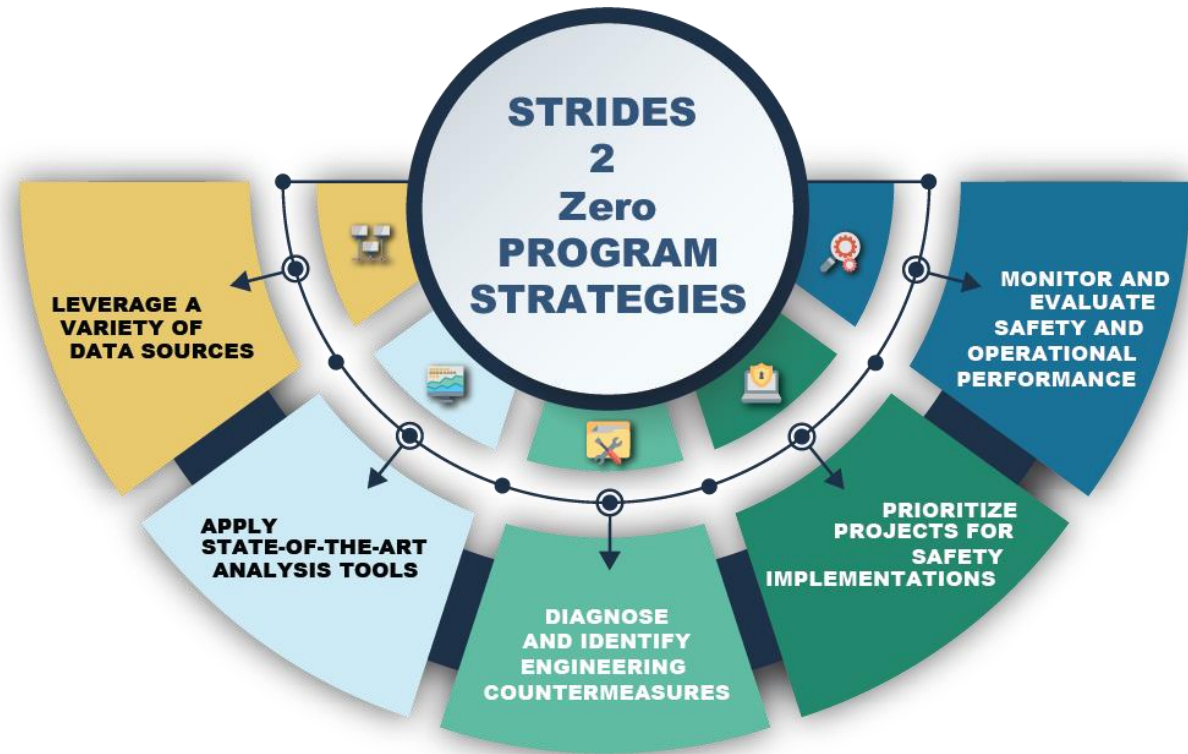 STRIDES
2
Zero
PROGRAM
STRATEGIES
LEVERAGE A
VARIETY OF
DATA SOURCES
APPLY
STATE-OF-THE-ART
ANALYSIS TOOLS
DIAGNOSE
AND IDENTIFY
ENGINEERING
COUNTERMEASURES
PRIORITIZE
PROJECTS FOR
SAFETY
IMPLEMENTATIONS
MONITOR AND
EVALUATE
SAFETY AND
OPERATIONAL
PERFORMANCE